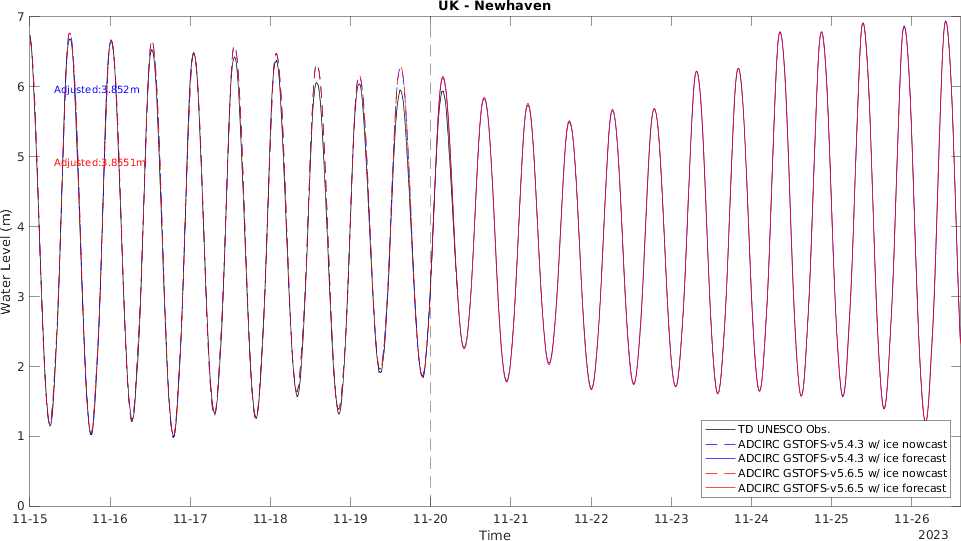 UK - Newhaven
7
6
5
4
3
2
1
0
Water Level (m)
Adjusted:3.852m
Adjusted:3.8551m
TD UNESCO Obs.
ADCIRC GSTOFS-v5.4.3 w/ ice nowcast
ADCIRC GSTOFS-v5.4.3 w/ ice forecast
ADCIRC GSTOFS-v5.6.5 w/ ice nowcast
ADCIRC GSTOFS-v5.6.5 w/ ice forecast
11-15 11-16 11-17 11-18 11-19 11-20 11-21 11-22 11-23 11-24 11-25 11-26
Time
2023